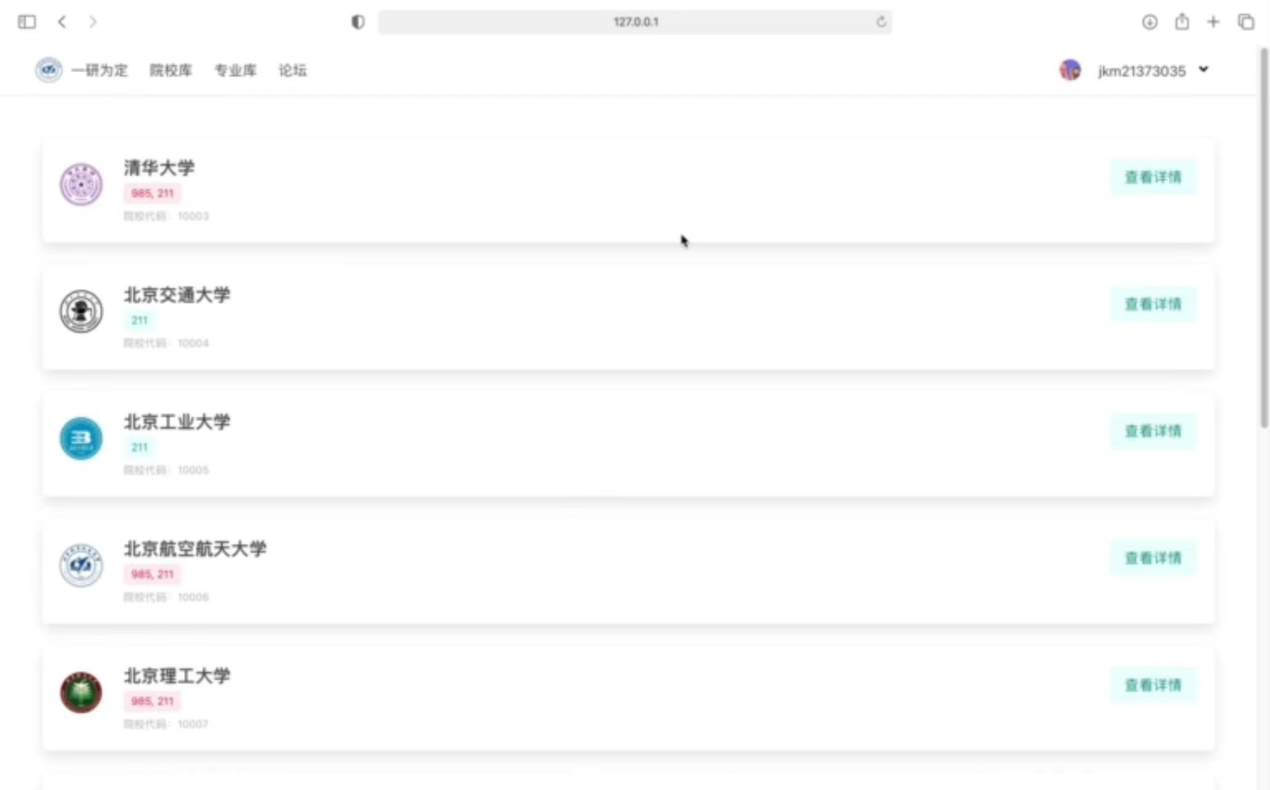 127.0.0.1
一研为定 院校库 专业库 论坛 jkm21373035
清华大学
985, 211
院校代码：10003
查看详情
北京交通大学
211
院校代码：10004
查看详情
北京工业大学
211
院校代码：10005
查看详情
北京航空航天大学
985, 211
院校代码：10006
查看详情
北京理工大学
985, 211
院校代码：10007
查看详情